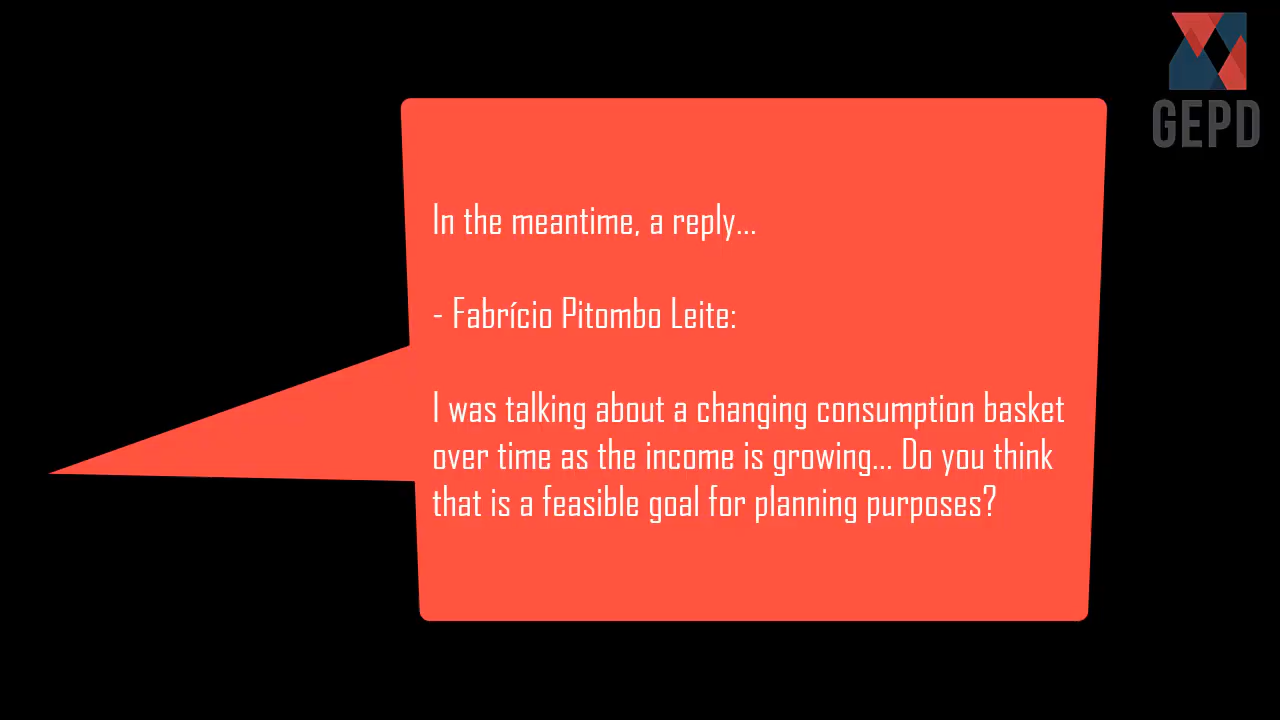 GEPD
In the meantime, a reply...
- Fabrício Pitombo Leite:
I was talking about a changing consumption basket
over time as the income is growing... Do you think
that is a feasible goal for planning purposes?